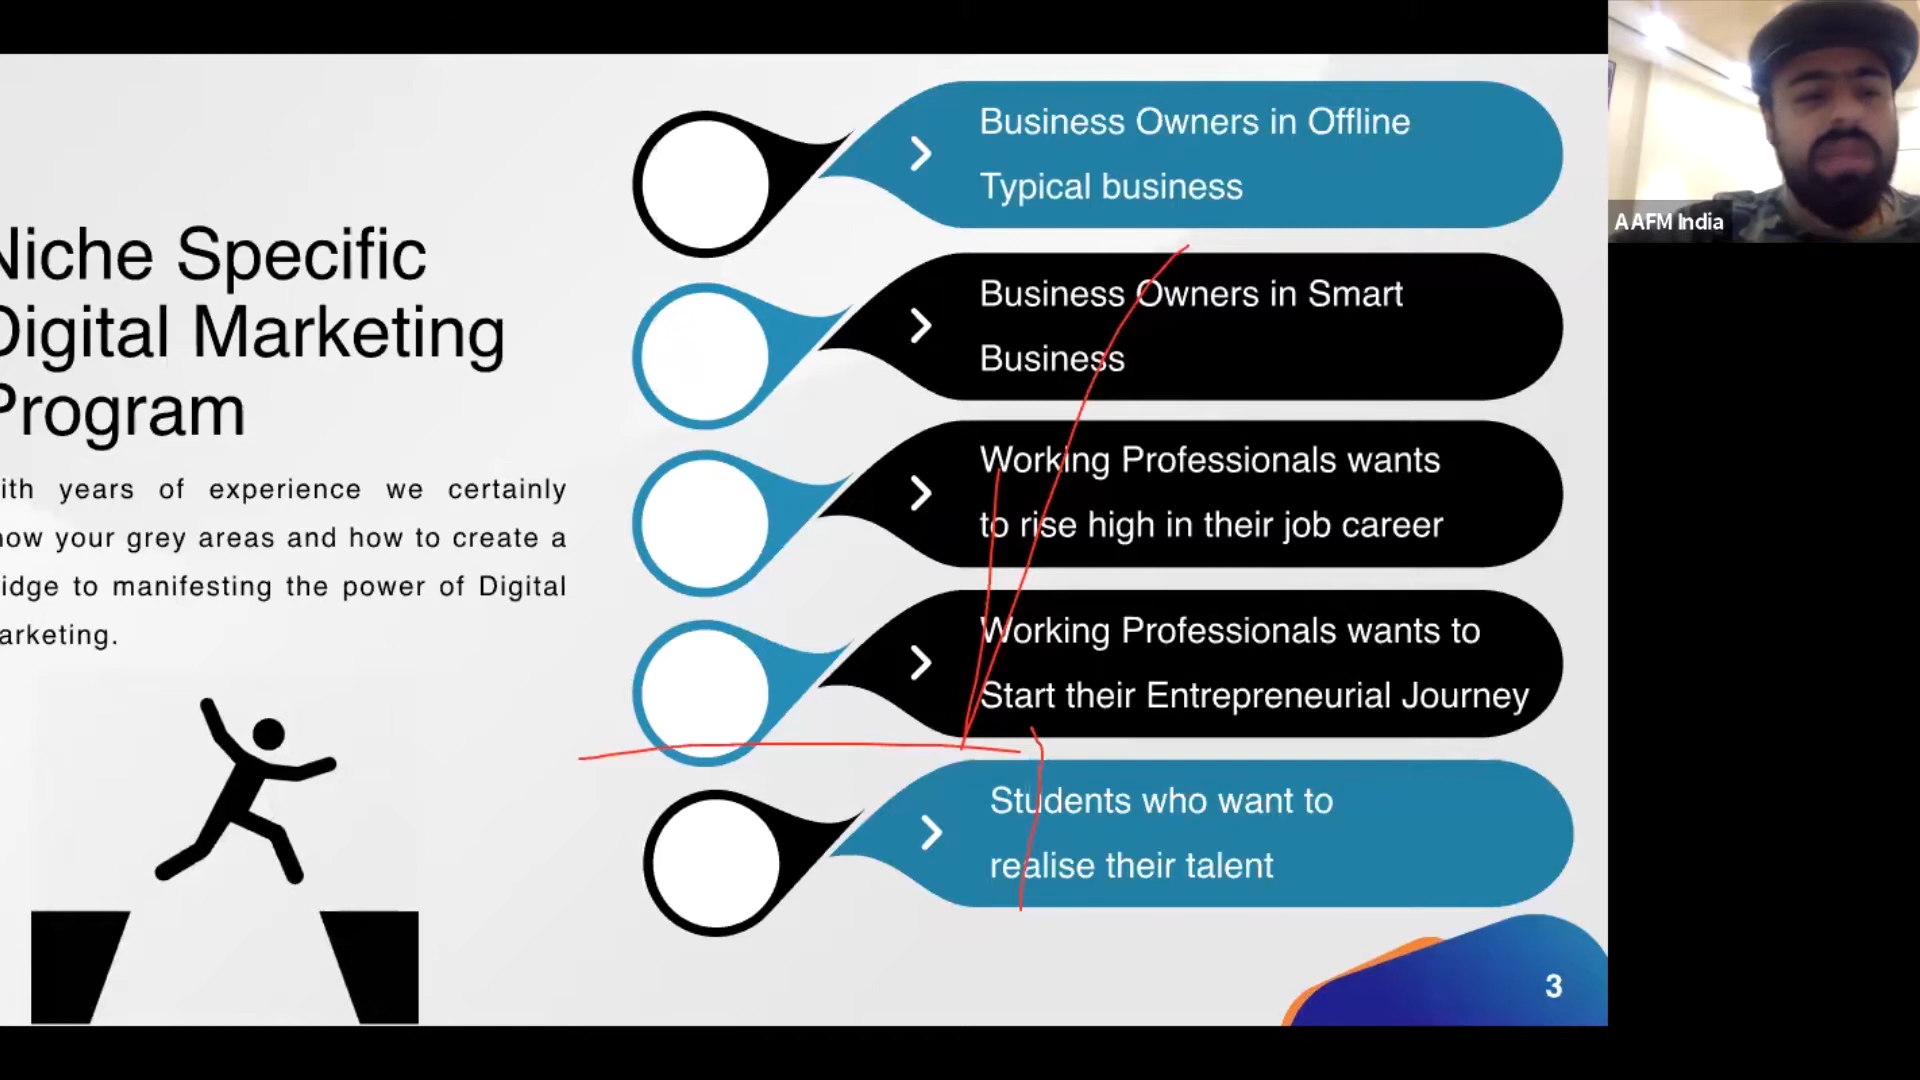 Niche Specific
Digital Marketing
Program
ith years of experience we certainly
now your grey areas and how to create a
idge to manifesting the power of Digital
arketing.
Business Owners in Offline
Typical business
Business Owners in Smart
Business
Working Professionals wants
to rise high in their job career
Working Professionals wants to
Start their Entrepreneurial Journey
Students who want to
realise their talent
3
AAFM India